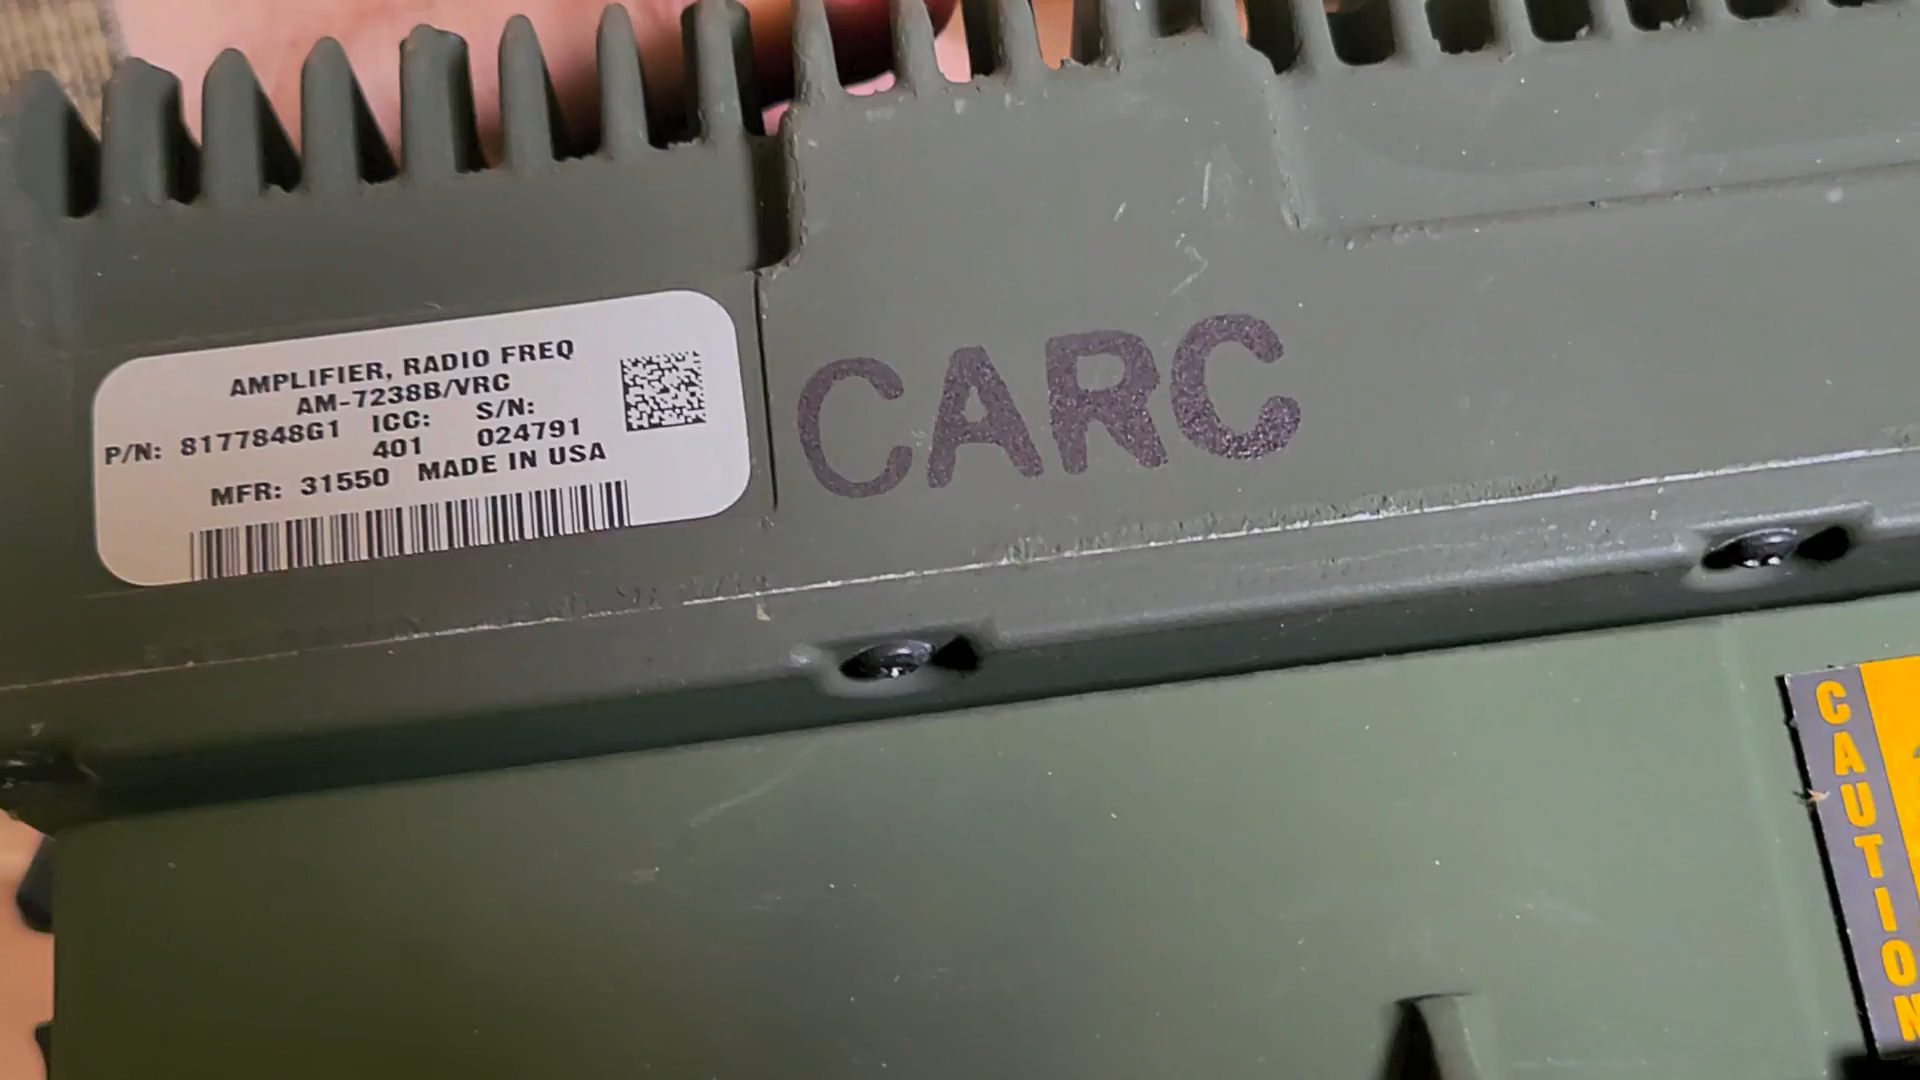 AMPLIFIER, RADIO FREQ
AM-7238B/VRC
P/N: 8177848G1 ICC: S/N:
401 024791
MFR: 31550 MADE IN USA
CARC
CAUTION